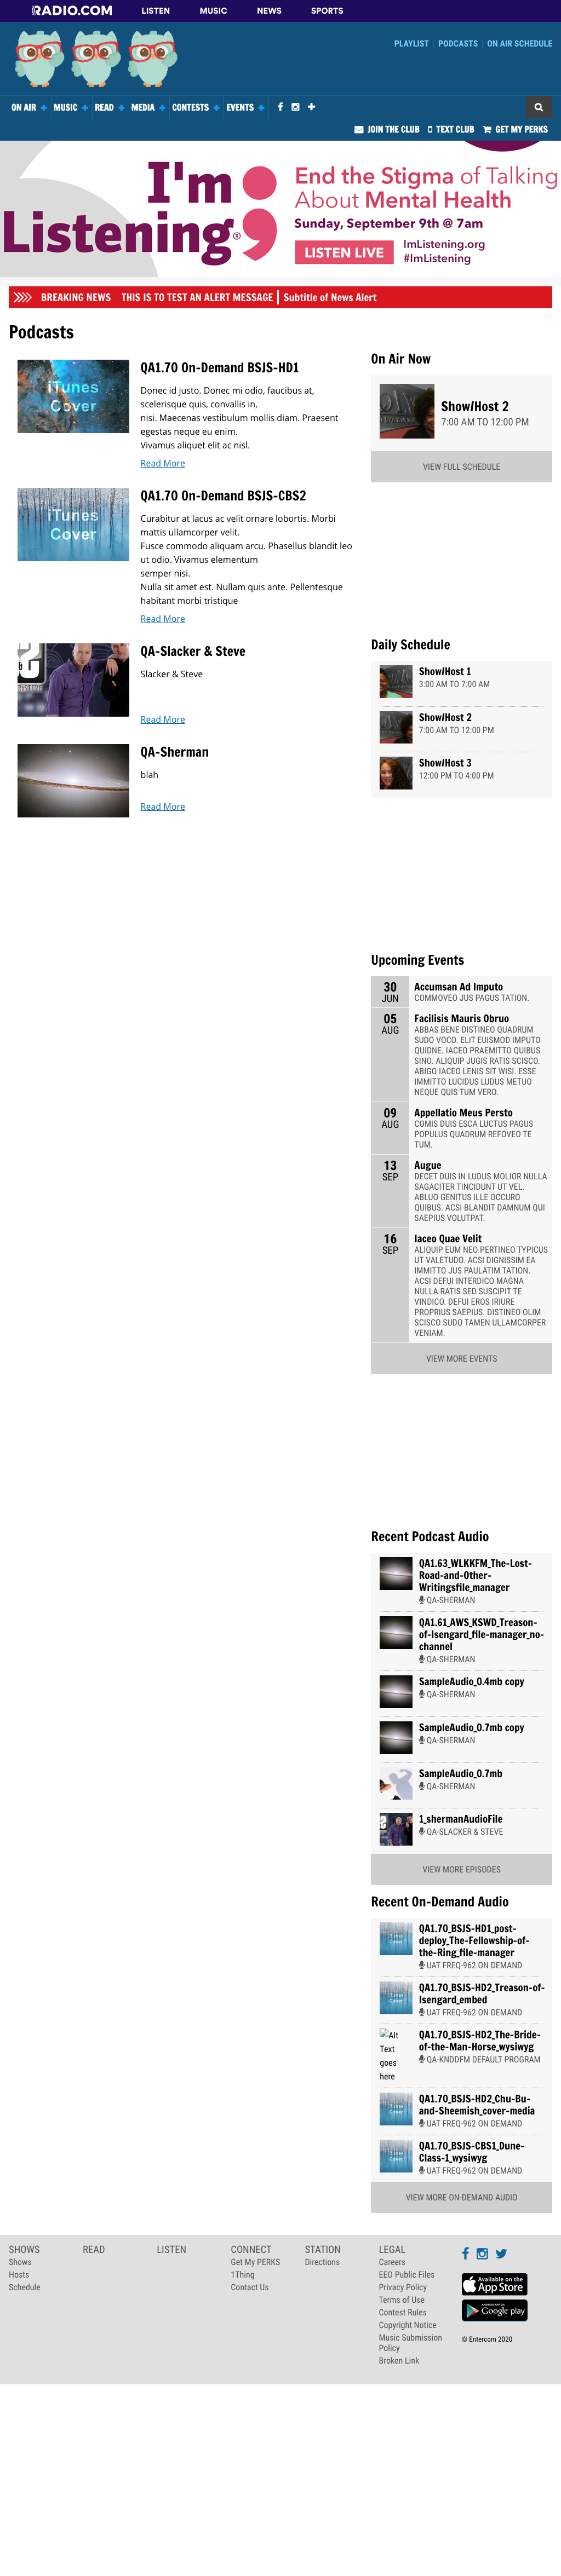 RADIO.COM LISTEN MUSIC NEWS SPORTS
PLAYLIST PODCASTS ON AIR SCHEDULE
ON AIR MUSIC READ MEDIA CONTESTS EVENTS
JOIN THE CLUB TEXT CLUB GET MY PERKS
I'm
Listening®
End the Stigma of Talking
About Mental Health
Sunday, September 9th @ 7am
LISTEN LIVE
ImListening.org
#ImListening
BREAKING NEWS THIS IS TO TEST AN ALERT MESSAGE | Subtitle of News Alert
Podcasts
iTunes
Cover
QA1.70 On-Demand BSJS-HD1
Donec id justo. Donec mi odio, faucibus at,
scelerisque quis, convallis in,
nisi. Maecenas vestibulum mollis diam. Praesent
egestas neque eu enim.
Vivamus aliquet elit ac nisl.
Read More
iTunes
Cover
QA1.70 On-Demand BSJS-CBS2
Curabitur at lacus ac velit ornare lobortis. Morbi
mattis ullamcorper velit.
Fusce commodo aliquam arcu. Phasellus blandit leo
ut odio. Vivamus elementum
semper nisi.
Nulla sit amet est. Nullam quis ante. Pellentesque
habitant morbi tristique
Read More
QA-Slacker & Steve
Slacker & Steve
Read More
QA-Sherman
blah
Read More
On Air Now
Show/Host 2
7:00 AM TO 12:00 PM
VIEW FULL SCHEDULE
Daily Schedule
Show/Host 1
3:00 AM TO 7:00 AM
Show/Host 2
7:00 AM TO 12:00 PM
Show/Host 3
12:00 PM TO 4:00 PM
Upcoming Events
30
JUN
Accumsan Ad Imputo
COMMOVEO JUS PAGUS TATION.
05
AUG
Facilisis Mauris Obruo
ABBAS BENE DISTINEO QUADRUM
SUDO VOCO. ELIT EUISMOD IMPUTO
QUIDNE. IACEO PRAEMITTO QUIBUS
SINO. ALIQUIP JUGIS RATIS SCISCO.
ABIGO IACEO LENIS SIT WISI. ESSE
IMMITTO LUCIDUS LUDUS METUO
NEQUE QUIS TUM VERO.
09
AUG
Appellatio Meus Persto
COMIS DUIS ESCA LUCTUS PAGUS
POPULUS QUADRUM REFOVEO TE
TUM.
13
SEP
Augue
DECET DUIS IN LUDUS MOLIOR NULLA
SAGACITER TINCIDUNT UT VEL.
ABLUO GENITUS ILLE OCCURO
QUIBUS. ACSI BLANDIT DAMNUM QUI
SAEPIUS VOLUTPAT.
16
SEP
Iaceo Quae Velit
ALIQUIP EUM NEO PERTINEO TYPICUS
UT VALETUDO. ACSI DIGNISSIM EA
IMMITTO JUS PAULATIM TATION.
ACSI DEFUI INTERDICO MAGNA
NULLA RATIS SED SUSCIPIT TE
VINDICO. DEFUI EROS IRIURE
PROPRIUS SAEPIUS. DISTINEO OLIM
SCISCO SUDO TAMEN ULLAMCORPER
VENIAM.
VIEW MORE EVENTS
Recent Podcast Audio
QA1.63_WLKKFM_The-Lost-
Road-and-Other-
Writingsfile_manager
QA-SHERMAN
QA1.61_AWS_KSWD_Treason-
of-Isengard_file-manager_no-
channel
QA-SHERMAN
SampleAudio_0.4mb copy
QA-SHERMAN
SampleAudio_0.7mb copy
QA-SHERMAN
SampleAudio_0.7mb
QA-SHERMAN
1_shermanAudioFile
QA-SLACKER & STEVE
VIEW MORE EPISODES
Recent On-Demand Audio
QA1.70_BSJS-HD1_post-
deploy_The-Fellowship-of-
the-Ring_file-manager
UAT FREQ-962 ON DEMAND
QA1.70_BSJS-HD2_Treason-of-
Isengard_embed
UAT FREQ-962 ON DEMAND
Alt
Text
goes
here
QA1.70_BSJS-HD2_The-Bride-
of-the-Man-Horse_wysiwyg
QA-KNDDFM DEFAULT PROGRAM
QA1.70_BSJS-HD2_Chu-Bu-
and-Sheemish_cover-media
UAT FREQ-962 ON DEMAND
QA1.70_BSJS-CBS1_Dune-
Class-1_wysiwyg
UAT FREQ-962 ON DEMAND
VIEW MORE ON-DEMAND AUDIO
SHOWS
Shows
Hosts
Schedule
READ
LISTEN
CONNECT
Get My PERKS
1Thing
Contact Us
STATION
Directions
LEGAL
Careers
EEO Public Files
Privacy Policy
Terms of Use
Contest Rules
Copyright Notice
Music Submission
Policy
Broken Link
Available on the
App Store
ANDROID APP ON
Google play
© Entercom 2020